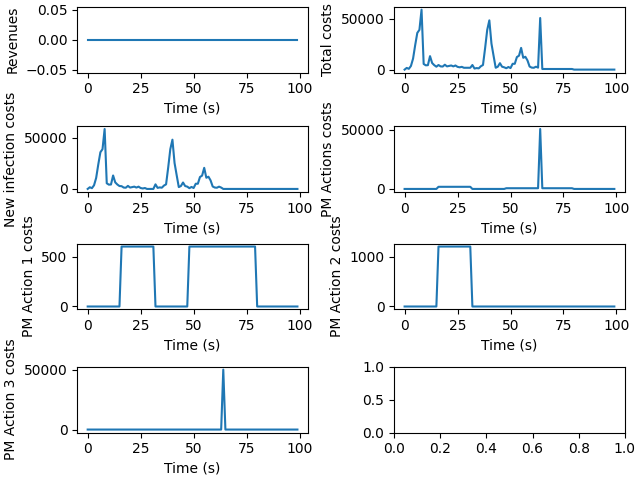 Revenues
0.05
0.00
−0.05
0 25 50 75 100
Time (s)
Total costs
50000
0
0 25 50 75 100
Time (s)
New infection costs
50000
0
0 25 50 75 100
Time (s)
PM Actions costs
50000
0
0 25 50 75 100
Time (s)
PM Action 1 costs
500
0
0 25 50 75 100
Time (s)
PM Action 2 costs
1000
0
0 25 50 75 100
Time (s)
PM Action 3 costs
50000
0
0 25 50 75 100
Time (s)
1.0
0.5
0.0
0.0 0.2 0.4 0.6 0.8 1.0